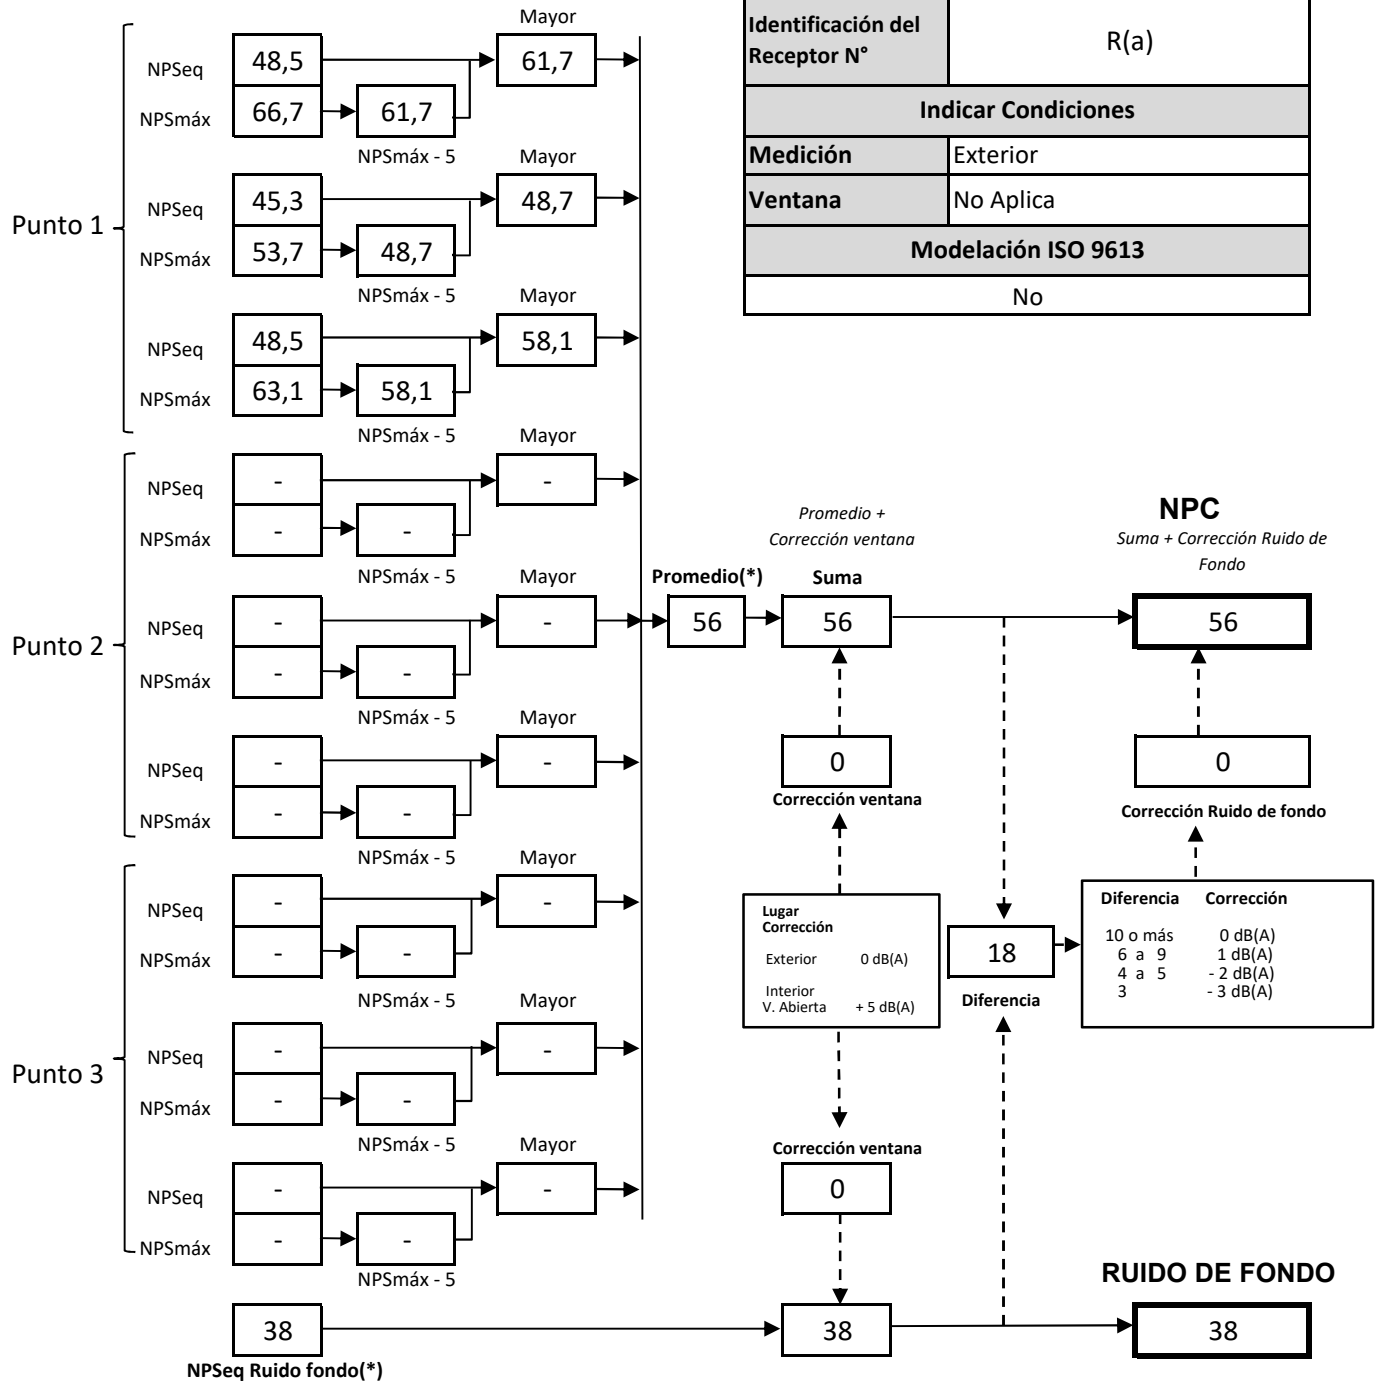 Identificación del
Receptor N°
R(a)
Indicar Condiciones
Medición
Exterior
Ventana
No Aplica
Modelación ISO 9613
No
Punto 1
Mayor
NPSeq
48,5
61,7
NPSmáx
66,7
61,7
NPSmáx - 5
Mayor
NPSeq
45,3
48,7
NPSmáx
53,7
48,7
NPSmáx - 5
Mayor
NPSeq
48,5
58,1
NPSmáx
63,1
58,1
NPSmáx - 5
Punto 2
Mayor
NPSeq
-
-
NPSmáx
-
-
NPSmáx - 5
Mayor
NPSeq
-
-
NPSmáx
-
-
NPSmáx - 5
Mayor
NPSeq
-
-
NPSmáx
-
-
NPSmáx - 5
Punto 3
Mayor
NPSeq
-
-
NPSmáx
-
-
NPSmáx - 5
NPSeq
-
-
NPSmáx
-
-
NPSmáx - 5
Mayor
NPSeq
-
-
NPSmáx
-
-
NPSmáx - 5
38
NPSeq Ruido fondo(*)
Promedio(*)
56
Promedio +
Corrección ventana
Suma
56
0
Corrección ventana
Lugar
Corrección
Exterior 0 dB(A)
Interior
V. Abierta + 5 dB(A)
Corrección ventana
0
38
18
Diferencia
NPC
Suma + Corrección Ruido de
Fondo
56
0
Corrección Ruido de fondo
Diferencia Corrección
10 o más 0 dB(A)
6 a 9 1 dB(A)
4 a 5 - 2 dB(A)
3 - 3 dB(A)
RUIDO DE FONDO
38